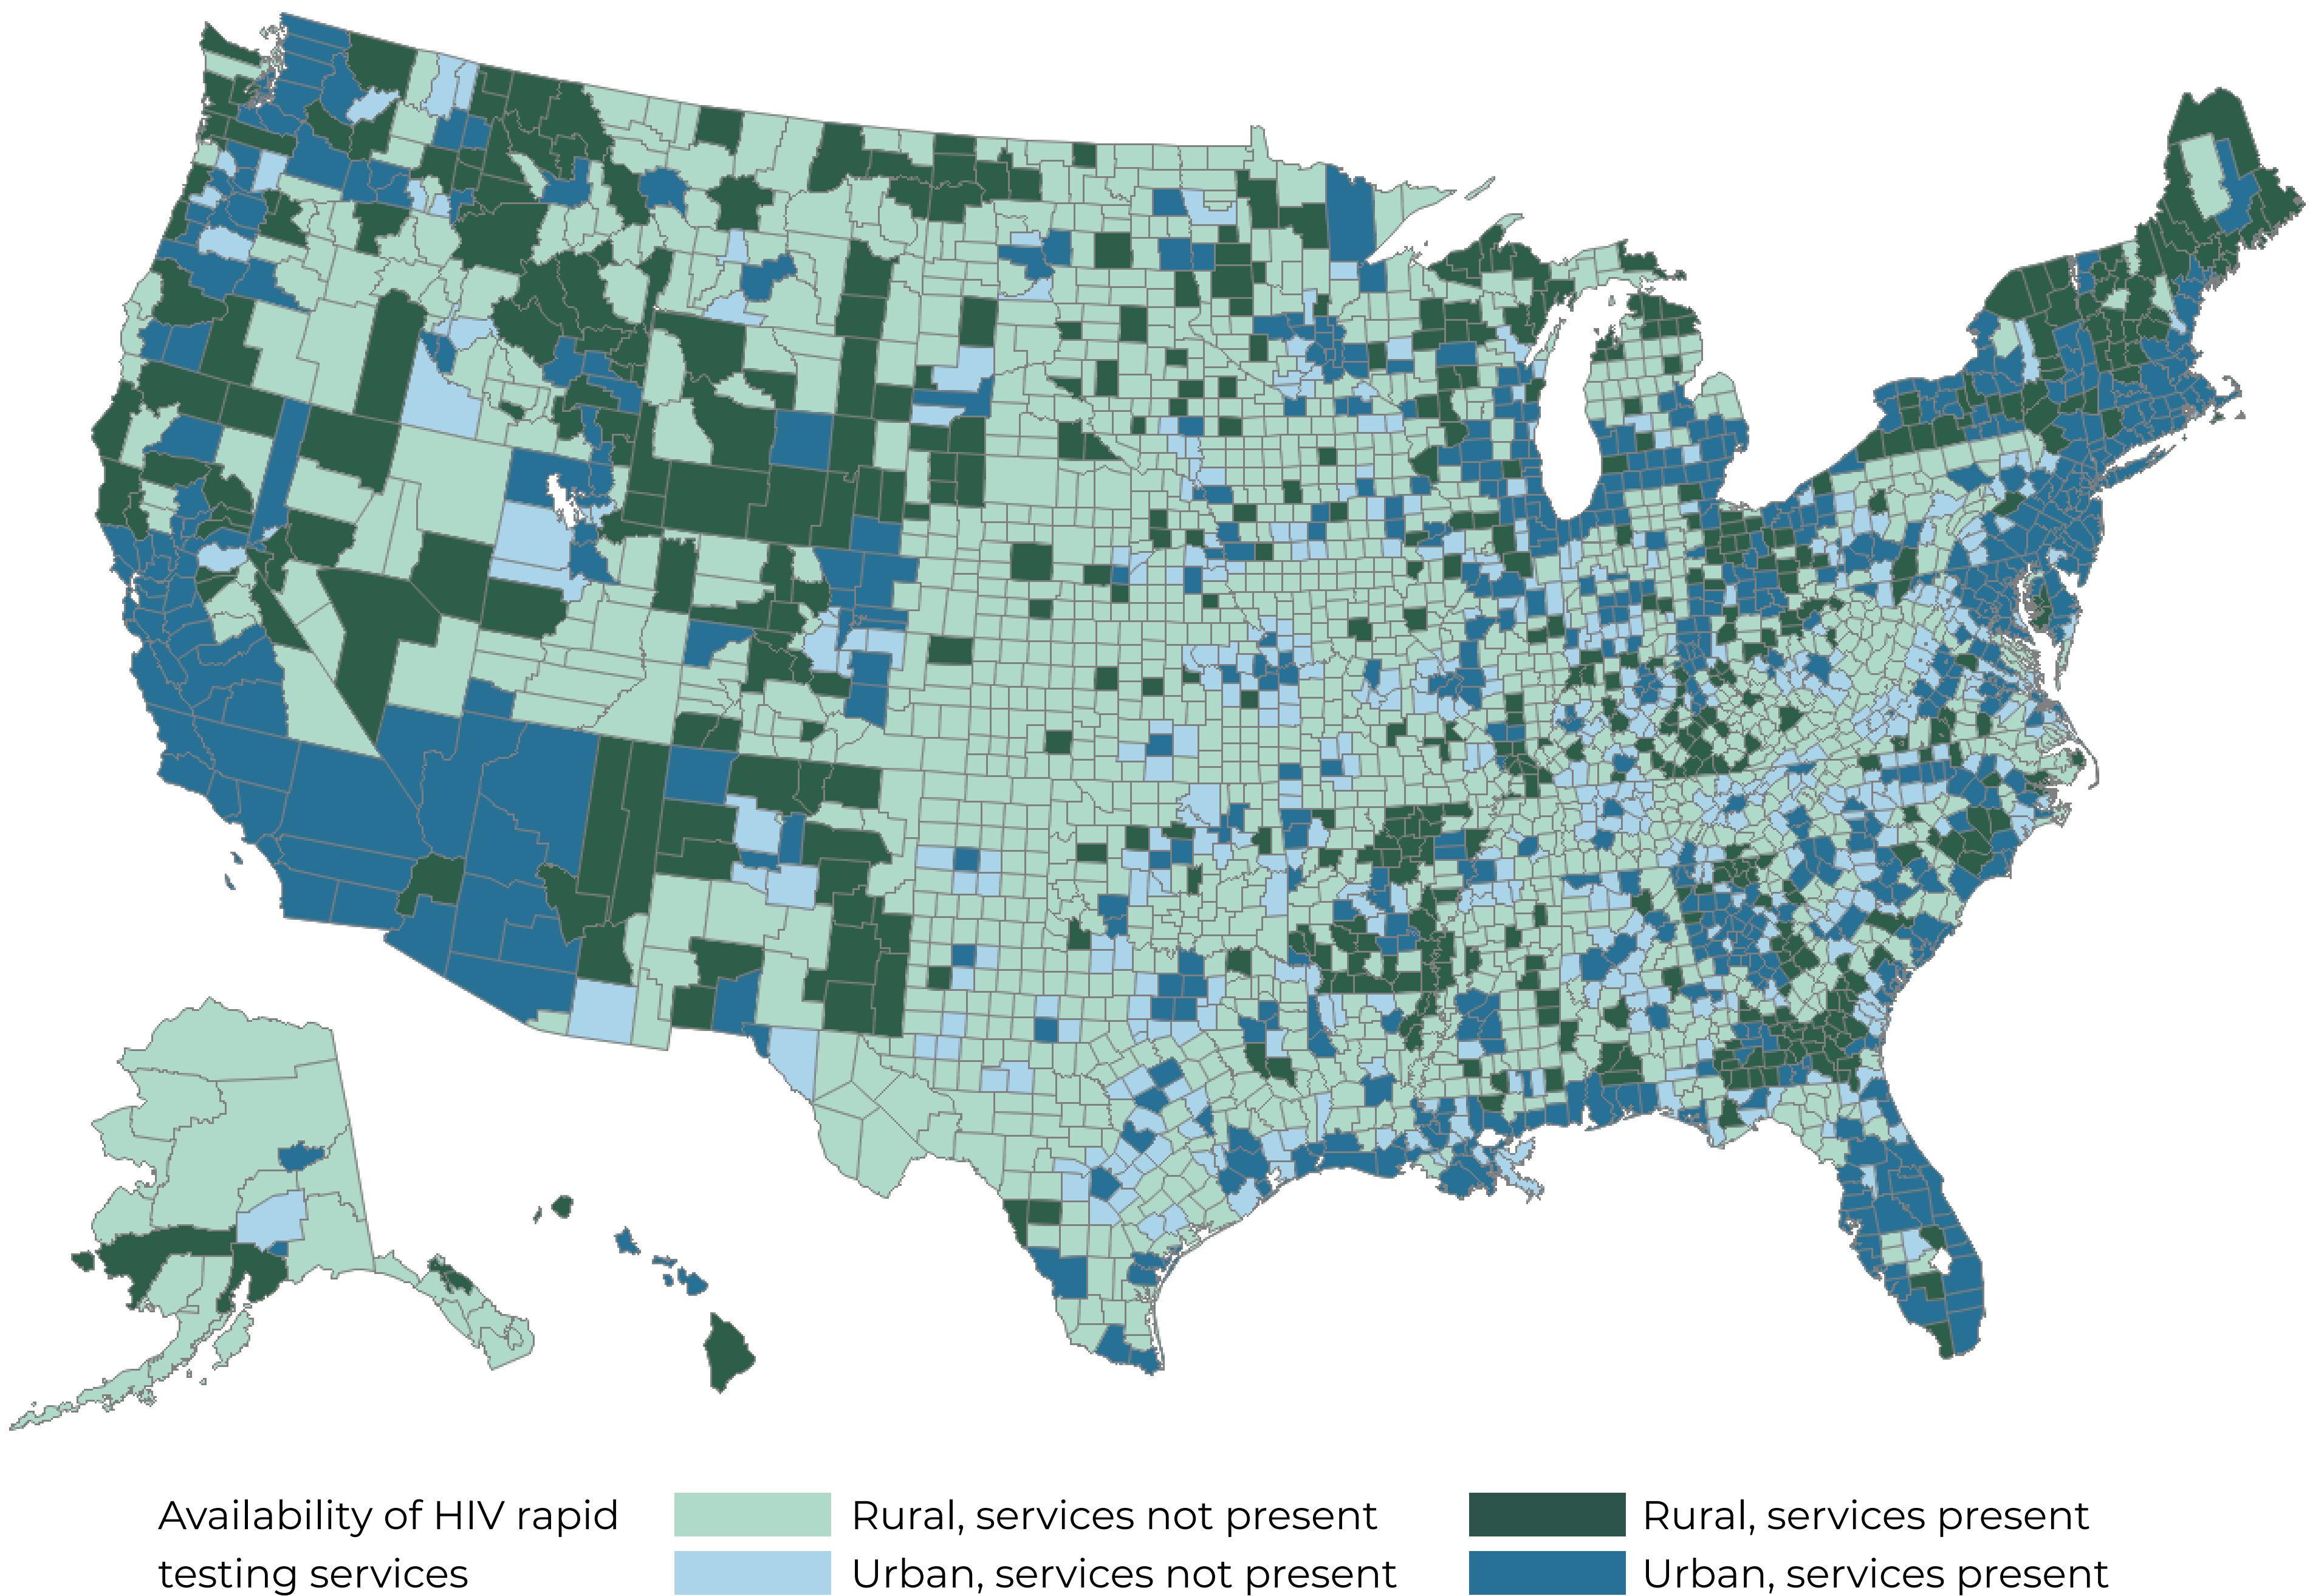 Availability of HIV rapid
testing services
Rural, services not present
Rural, services present
Urban, services not present
Urban, services present